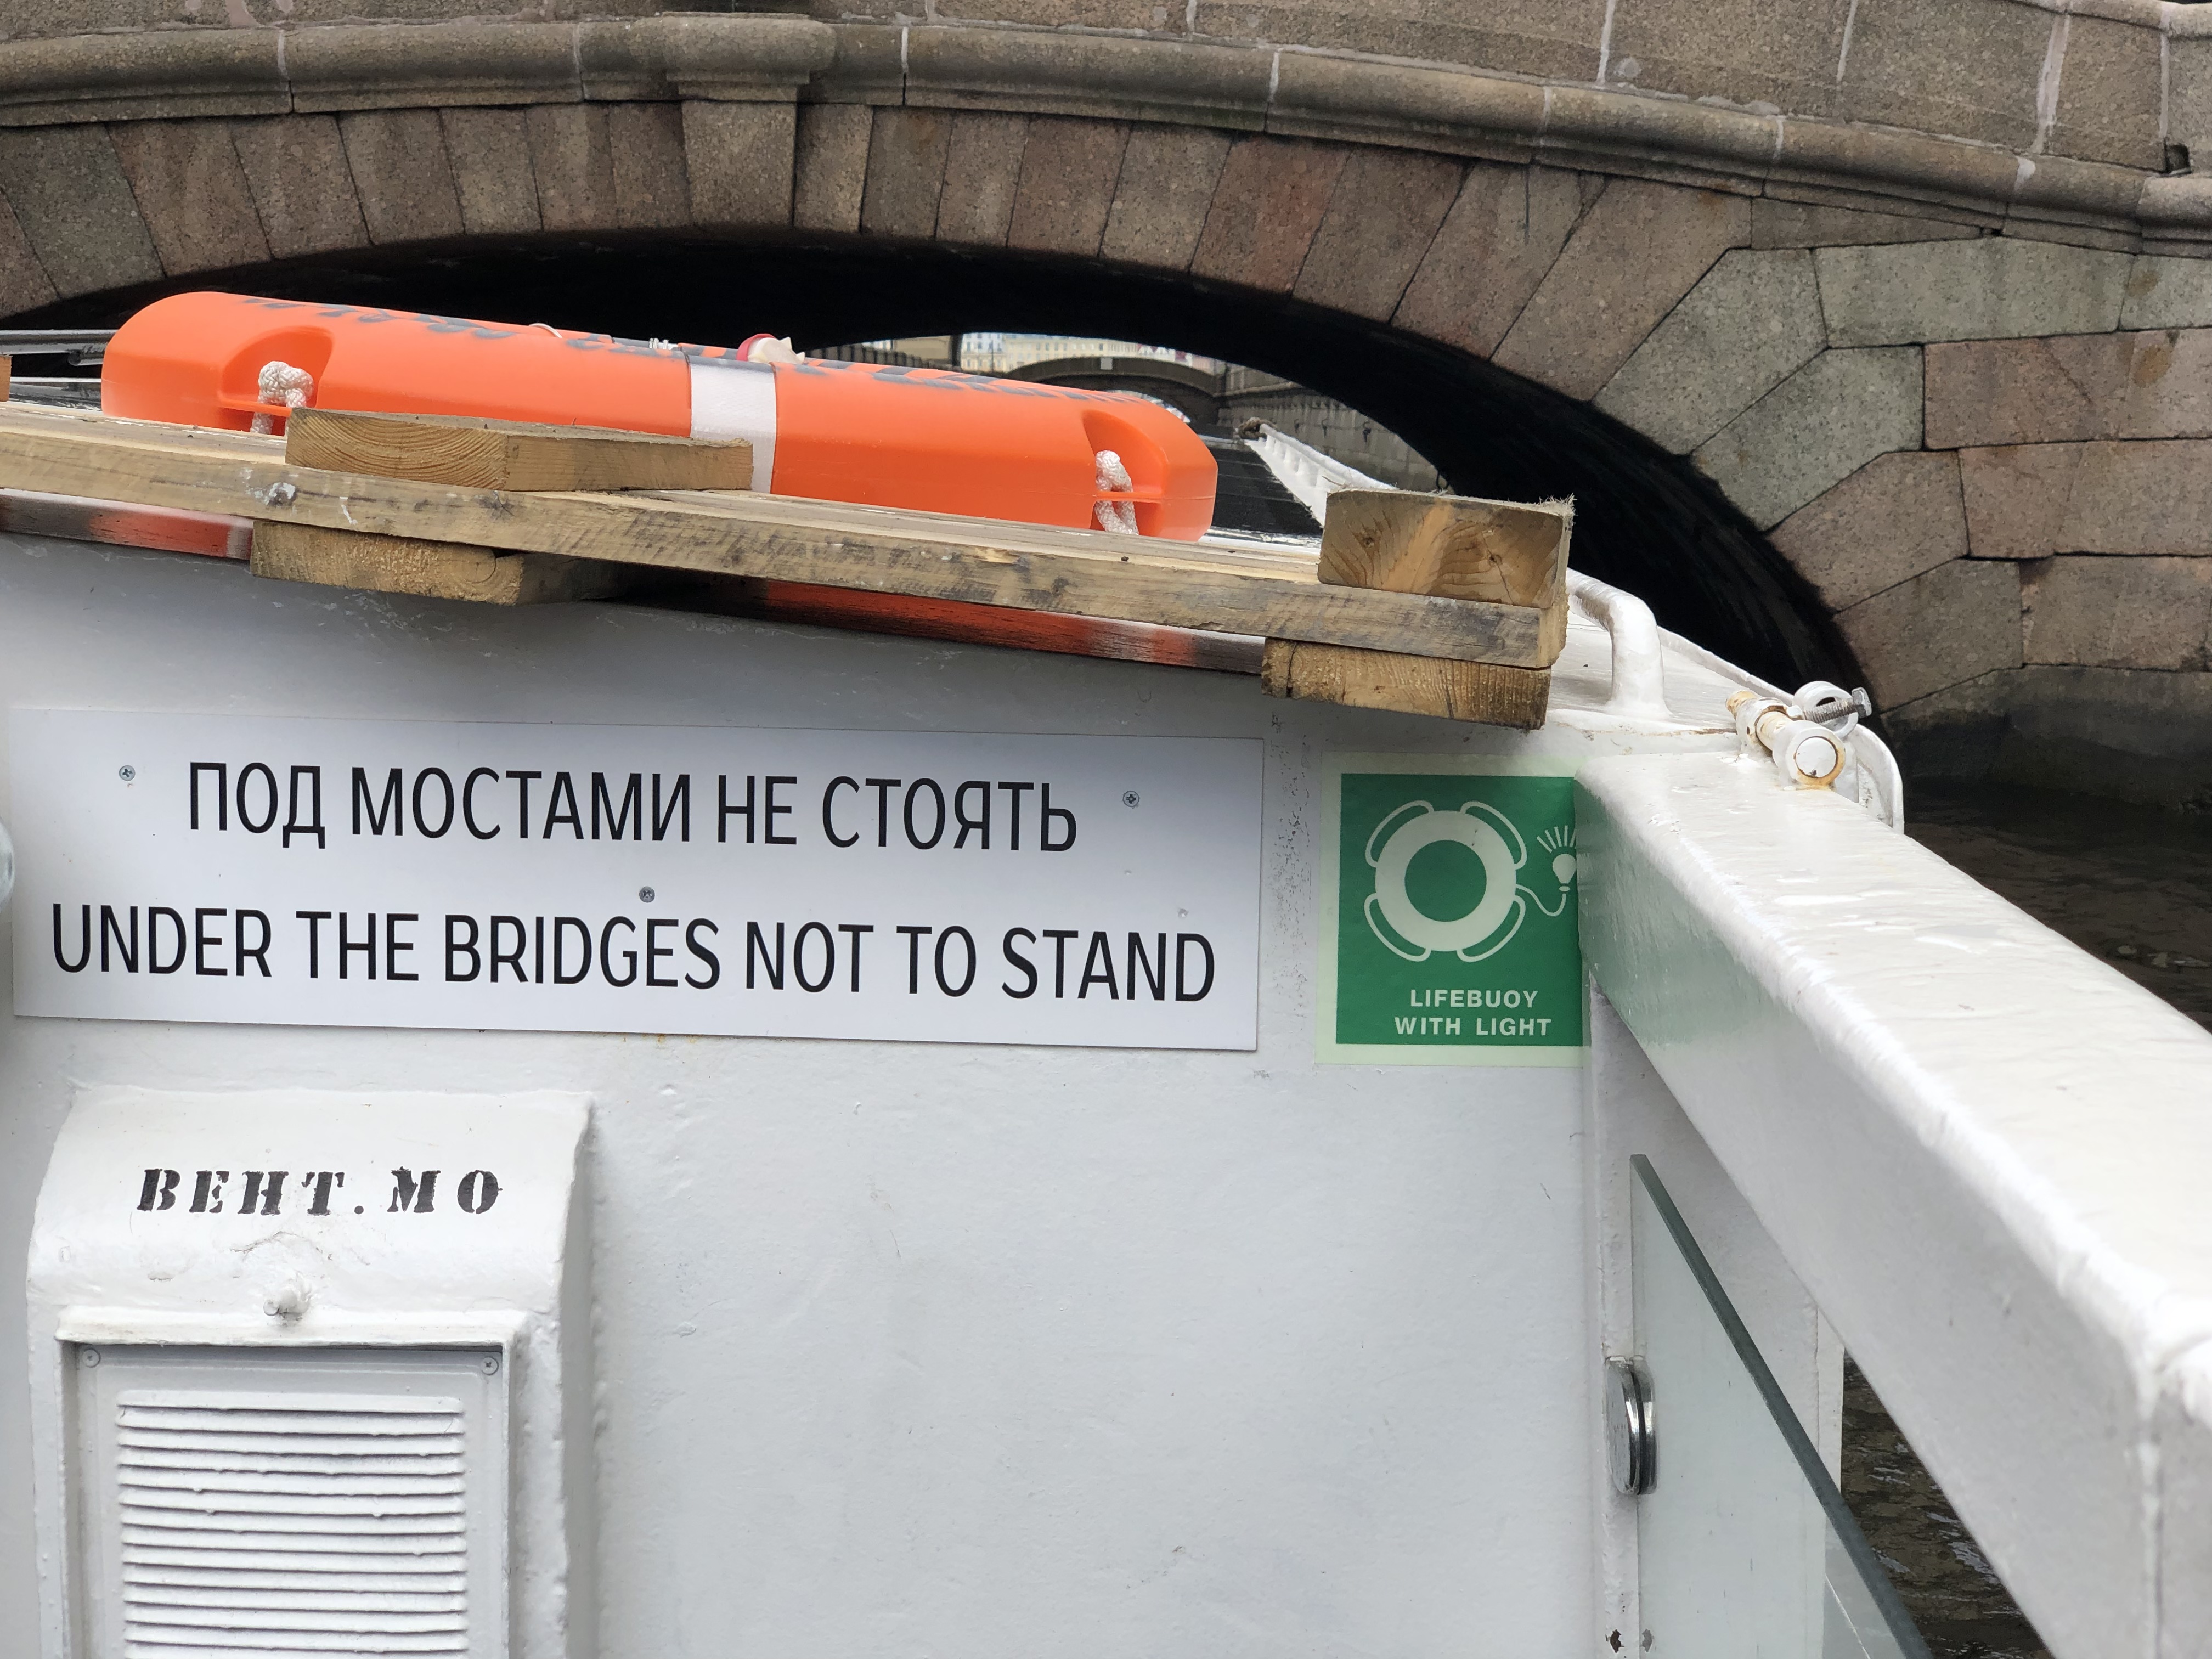 ПОД МОСТАМИ НЕ СТОЯТЬ
UNDER THE BRIDGES NOT TO STAND
LIFEBUOY
WITH LIGHT
ВЕНТ.МО